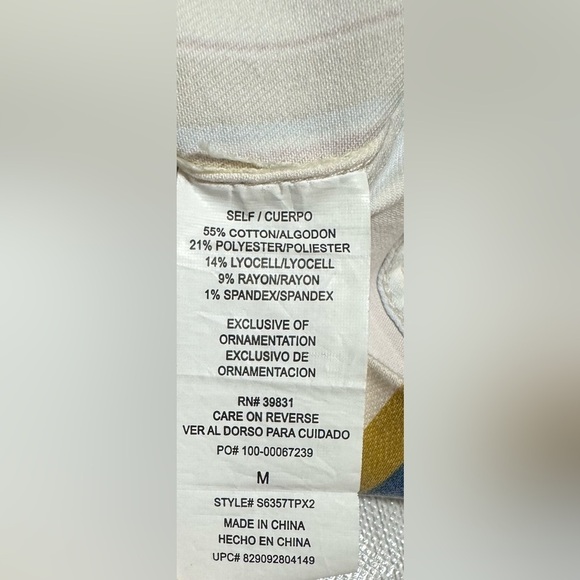 SELF / CUERPO
55% COTTON/ALGODON
21% POLYESTER/POLIESTER
14% LYOCELL/LYOCELL
9% RAYON/RAYON
1% SPANDEX/SPANDEX
EXCLUSIVE OF
ORNAMENTATION
EXCLUSIVO DE
ORNAMENTACION
RN# 39831
CARE ON REVERSE
VER AL DORSO PARA CUIDADO
PO# 100-00067239
M
STYLE# S6357TPX2
MADE IN CHINA
HECHO EN CHINA
UPC# 829092804149